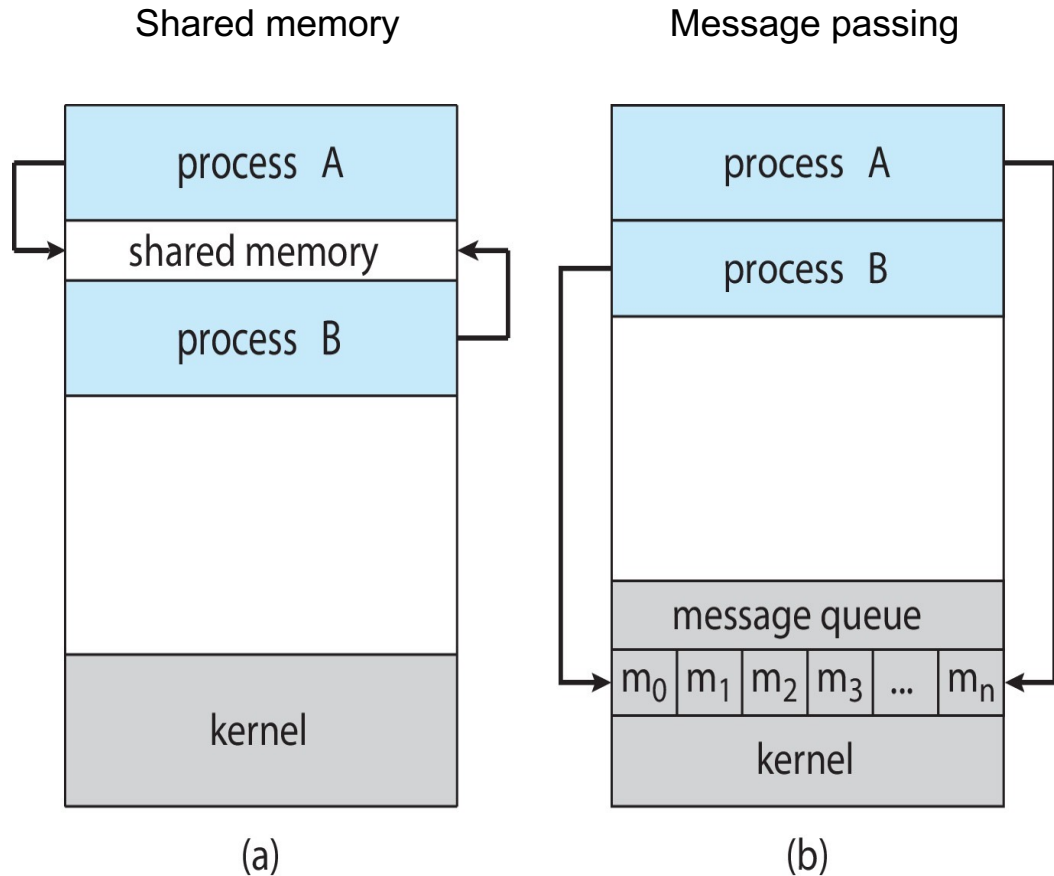 Shared memory
process A
shared memory
process B
kernel
(a)
Message passing
process A
process B
message queue
m0 m1 m2 m3 ... mn
kernel
(b)